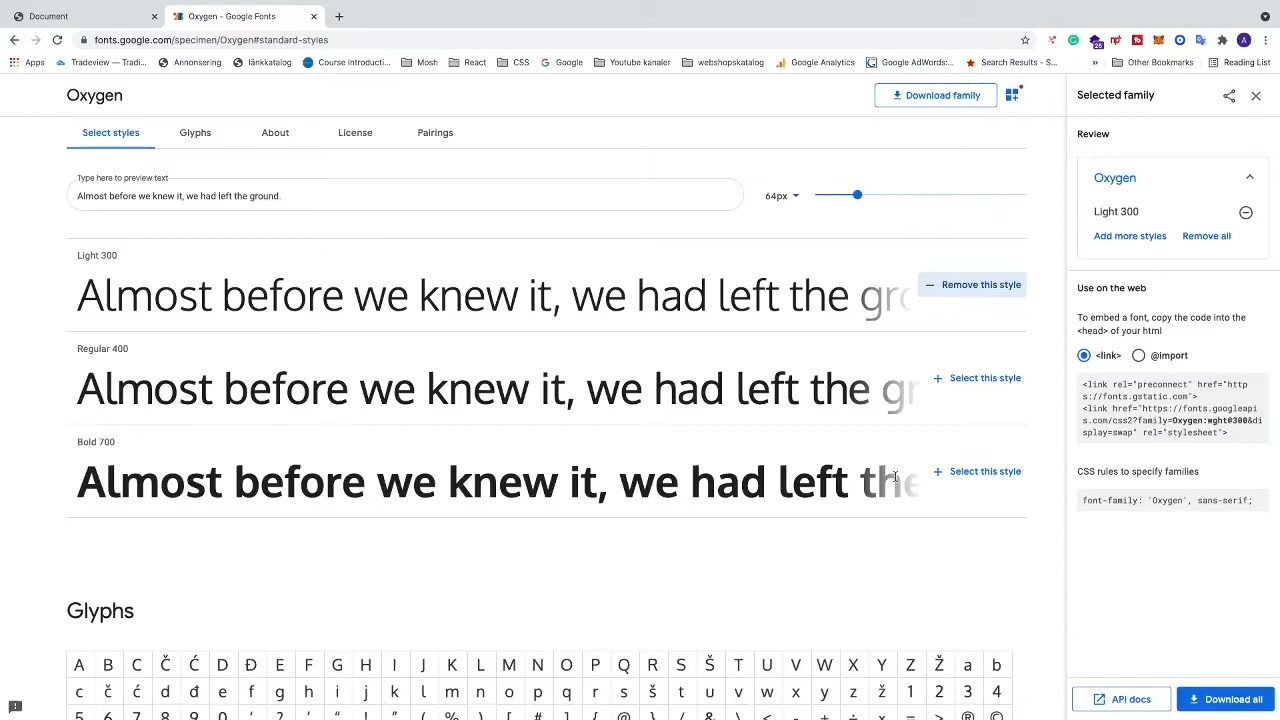 Document
Oxygen - Google Fonts
fonts.google.com/specimen/Oxygen#standard-styles
25
A
Apps
Tradeview – Tradi...
Annonsering
länkkatalog
Course Introducti...
Mosh
React
CSS
Google
Youtube kanaler
webshopskatalog
Google Analytics
Google AdWords:...
Search Results - S...
»
Other Bookmarks
Reading List
Oxygen
Download family
Selected family
Select styles
Glyphs
About
License
Pairings
Review
Type here to preview text
Almost before we knew it, we had left the ground.
64px
Oxygen
Light 300
Add more styles
Remove all
Light 300
Almost before we knew it, we had left the gro
Remove this style
Regular 400
Almost before we knew it, we had left the gr
+ Select this style
Bold 700
Almost before we knew it, we had left the
+ Select this style
Use on the web
To embed a font, copy the code into the
<head> of your html
<link>
@import
<link rel="preconnect" href="http
s://fonts.gstatic.com">
<link href="https://fonts.googleapi
s.com/css2?family=Oxygen:wght@300&di
splay=swap" rel="stylesheet">
CSS rules to specify families
font-family: 'Oxygen', sans-serif;
Glyphs
A B C Č Ć D Đ E F G H I J K L M N O P Q R S Š T U V W X Y Z Ž a b
c č ć d đ e f g h i j k l m n o p q r s š t u v w x y z ž 1 2 3 4
5 6 7 8 9 0 ‘ ? ’ “ ! ” ( % ) [ # ] { @ } / & \ < - + ÷ × = > ® ©
API docs
Download all